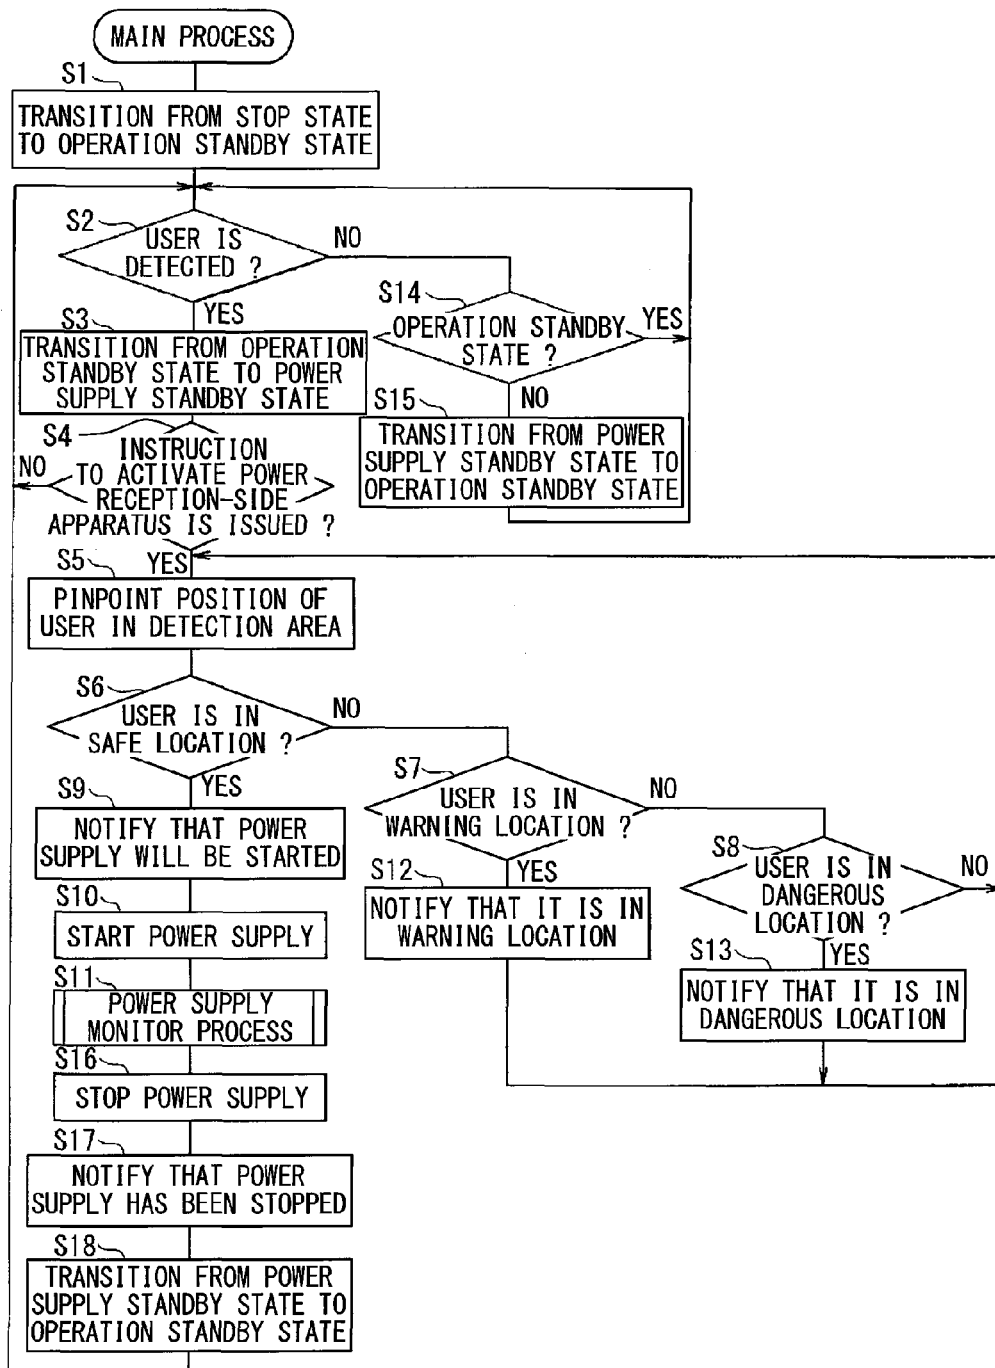 MAIN PROCESS
S1
TRANSITION FROM STOP STATE
TO OPERATION STANDBY STATE
S2
USER IS
DETECTED ?
NO
YES
S14
OPERATION STANDBY
STATE ?
YES
NO
S3
TRANSITION FROM OPERATION
STANDBY STATE TO POWER
SUPPLY STANDBY STATE
S15
TRANSITION FROM POWER
SUPPLY STANDBY STATE TO
OPERATION STANDBY STATE
S4
INSTRUCTION
TO ACTIVATE POWER
RECEPTION-SIDE
APPARATUS IS ISSUED ?
NO
YES
S5
PINPOINT POSITION OF
USER IN DETECTION AREA
S6
USER IS IN
SAFE LOCATION ?
NO
YES
S7
USER IS IN
WARNING LOCATION ?
NO
YES
S8
USER IS IN
DANGEROUS
LOCATION ?
NO
YES
S9
NOTIFY THAT POWER
SUPPLY WILL BE STARTED
S12
NOTIFY THAT IT IS IN
WARNING LOCATION
S13
NOTIFY THAT IT IS IN
DANGEROUS LOCATION
S10
START POWER SUPPLY
S11
POWER SUPPLY
MONITOR PROCESS
S16
STOP POWER SUPPLY
S17
NOTIFY THAT POWER
SUPPLY HAS BEEN STOPPED
S18
TRANSITION FROM POWER
SUPPLY STANDBY STATE TO
OPERATION STANDBY STATE